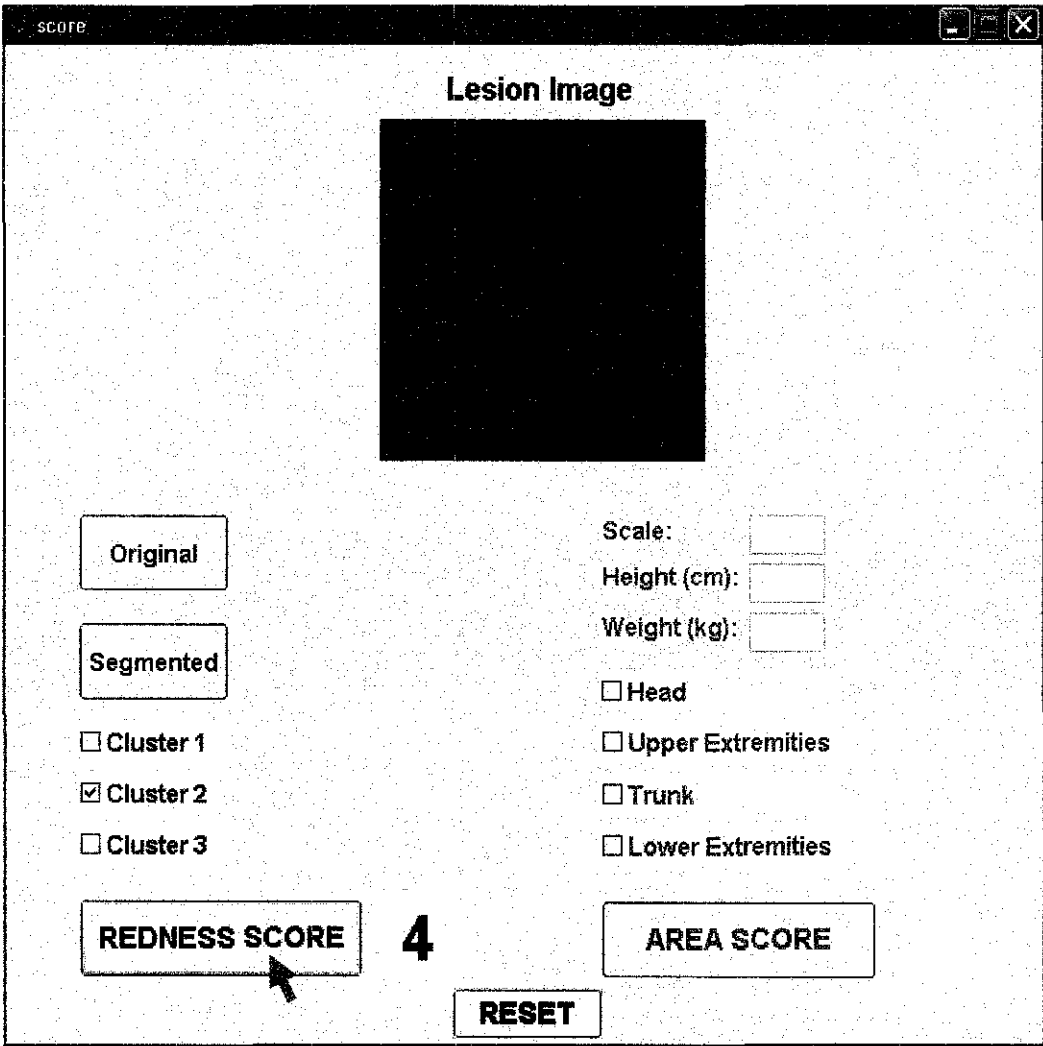 score
Lesion Image
Original
Segmented
Cluster 1
Cluster 2
Cluster 3
REDNESS SCORE
4
Scale:
Height (cm):
Weight (kg):
Head
Upper Extremities
Trunk
Lower Extremities
AREA SCORE
RESET